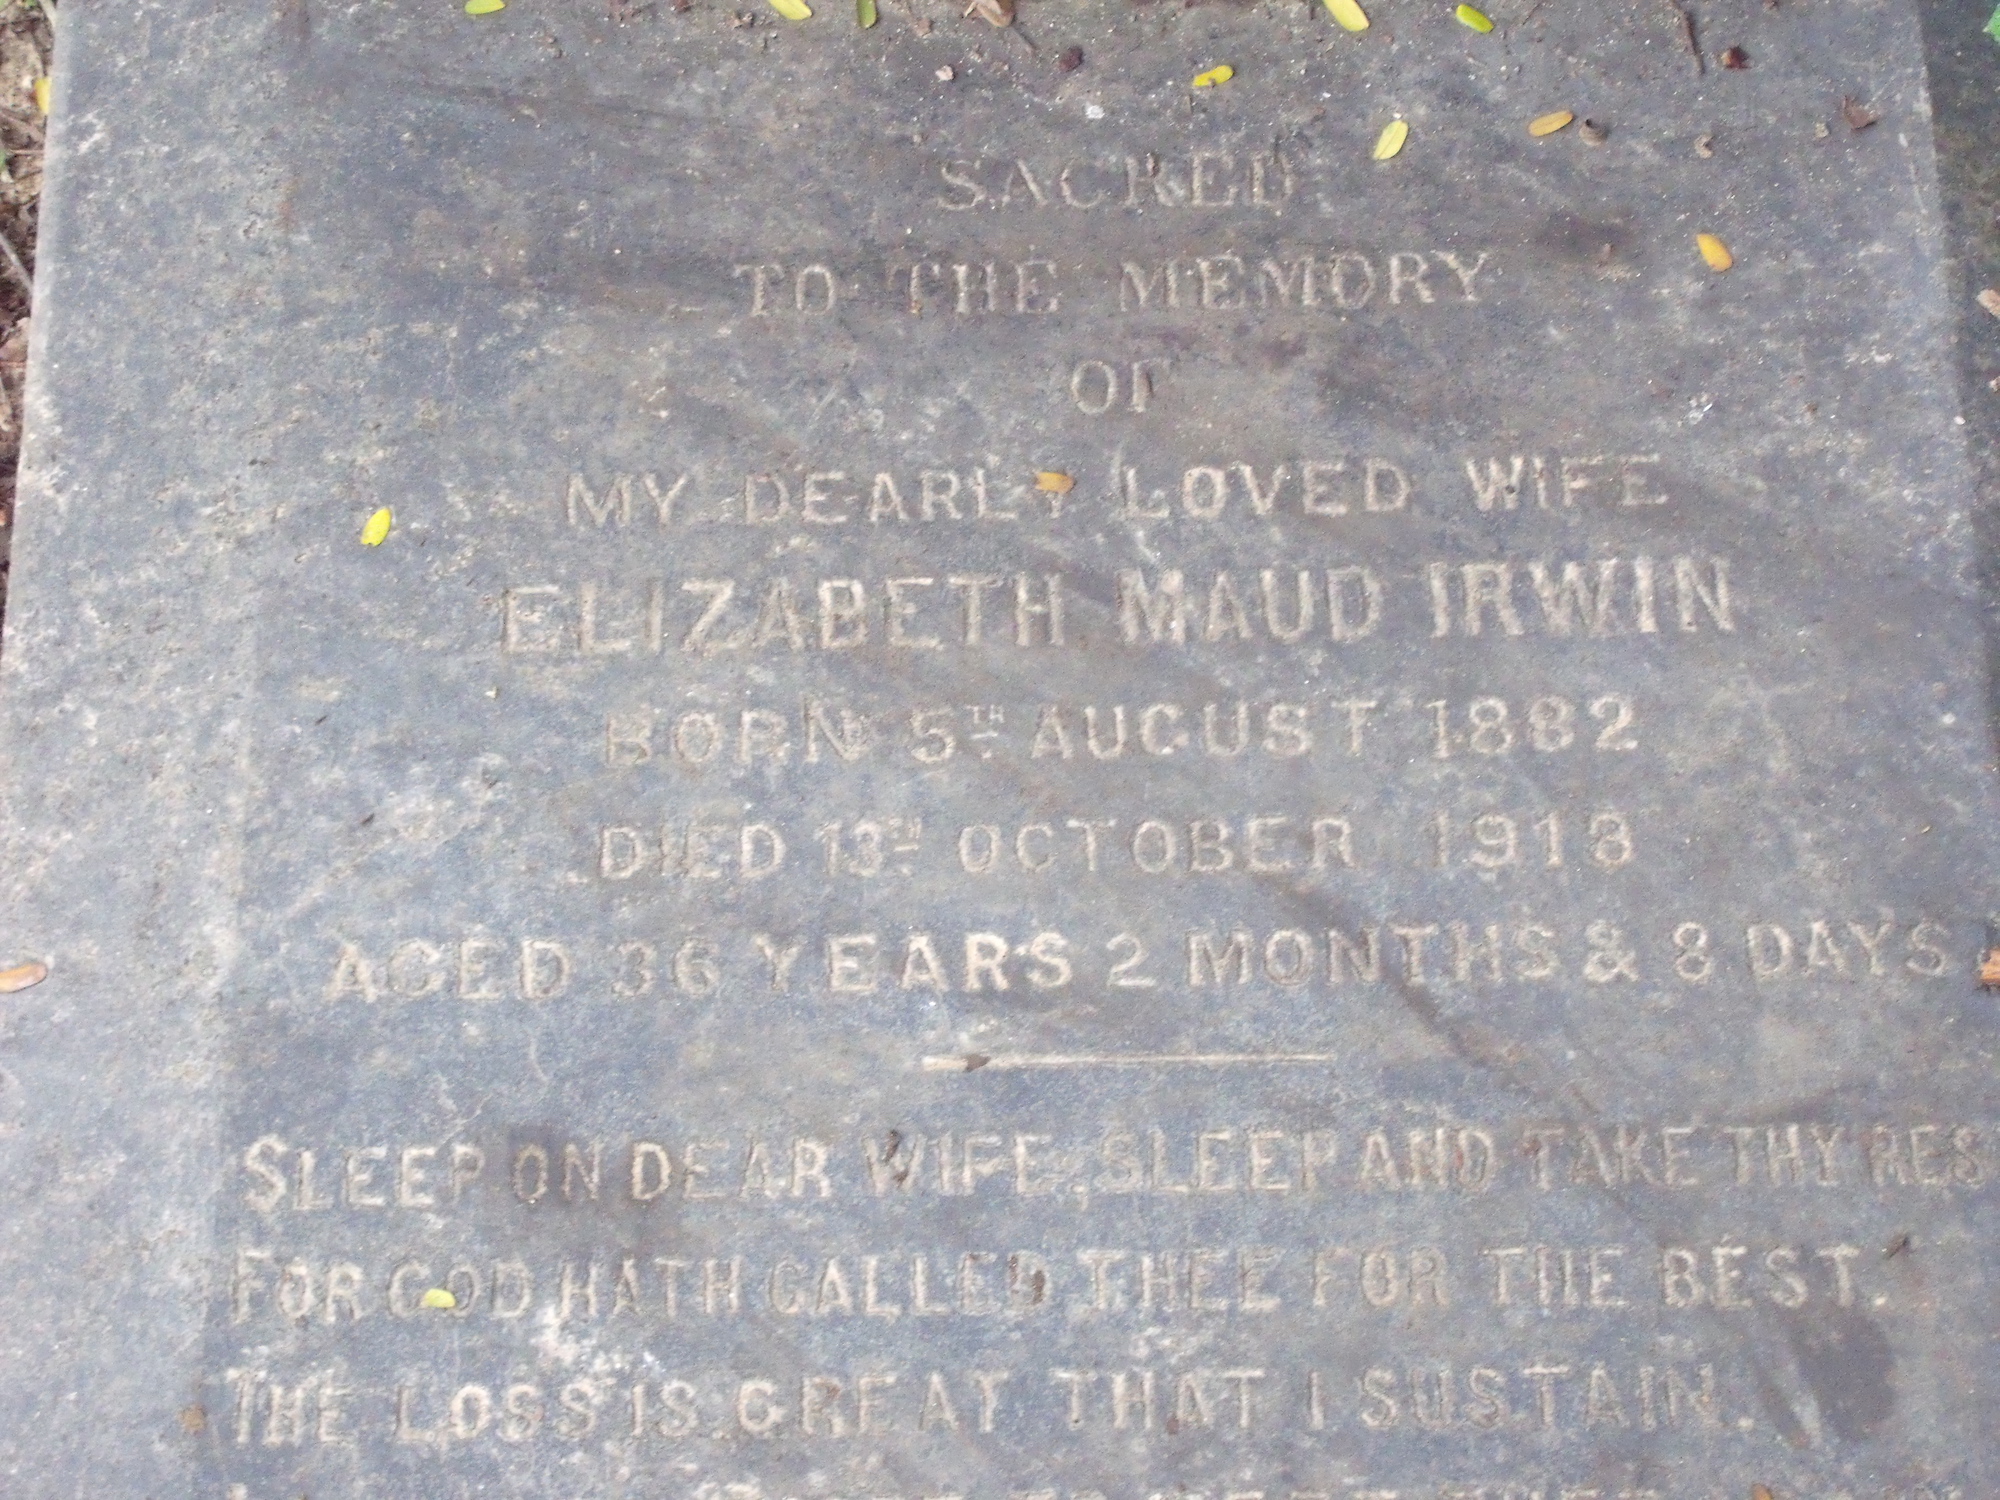 SACRED
TO THE MEMORY
OF
MY DEARLY LOVED WIFE
ELIZABETH MAUD IRWIN
BORN 5TH AUGUST 1882
DIED 13TH OCTOBER 1918
AGED 36 YEARS 2 MONTHS & 8 DAYS
SLEEP ON DEAR WIFE, SLEEP AND TAKE THY RES
FOR GOD HATH CALLED THEE FOR THE BEST.
THE LOSS IS GREAT THAT I SUSTAIN.